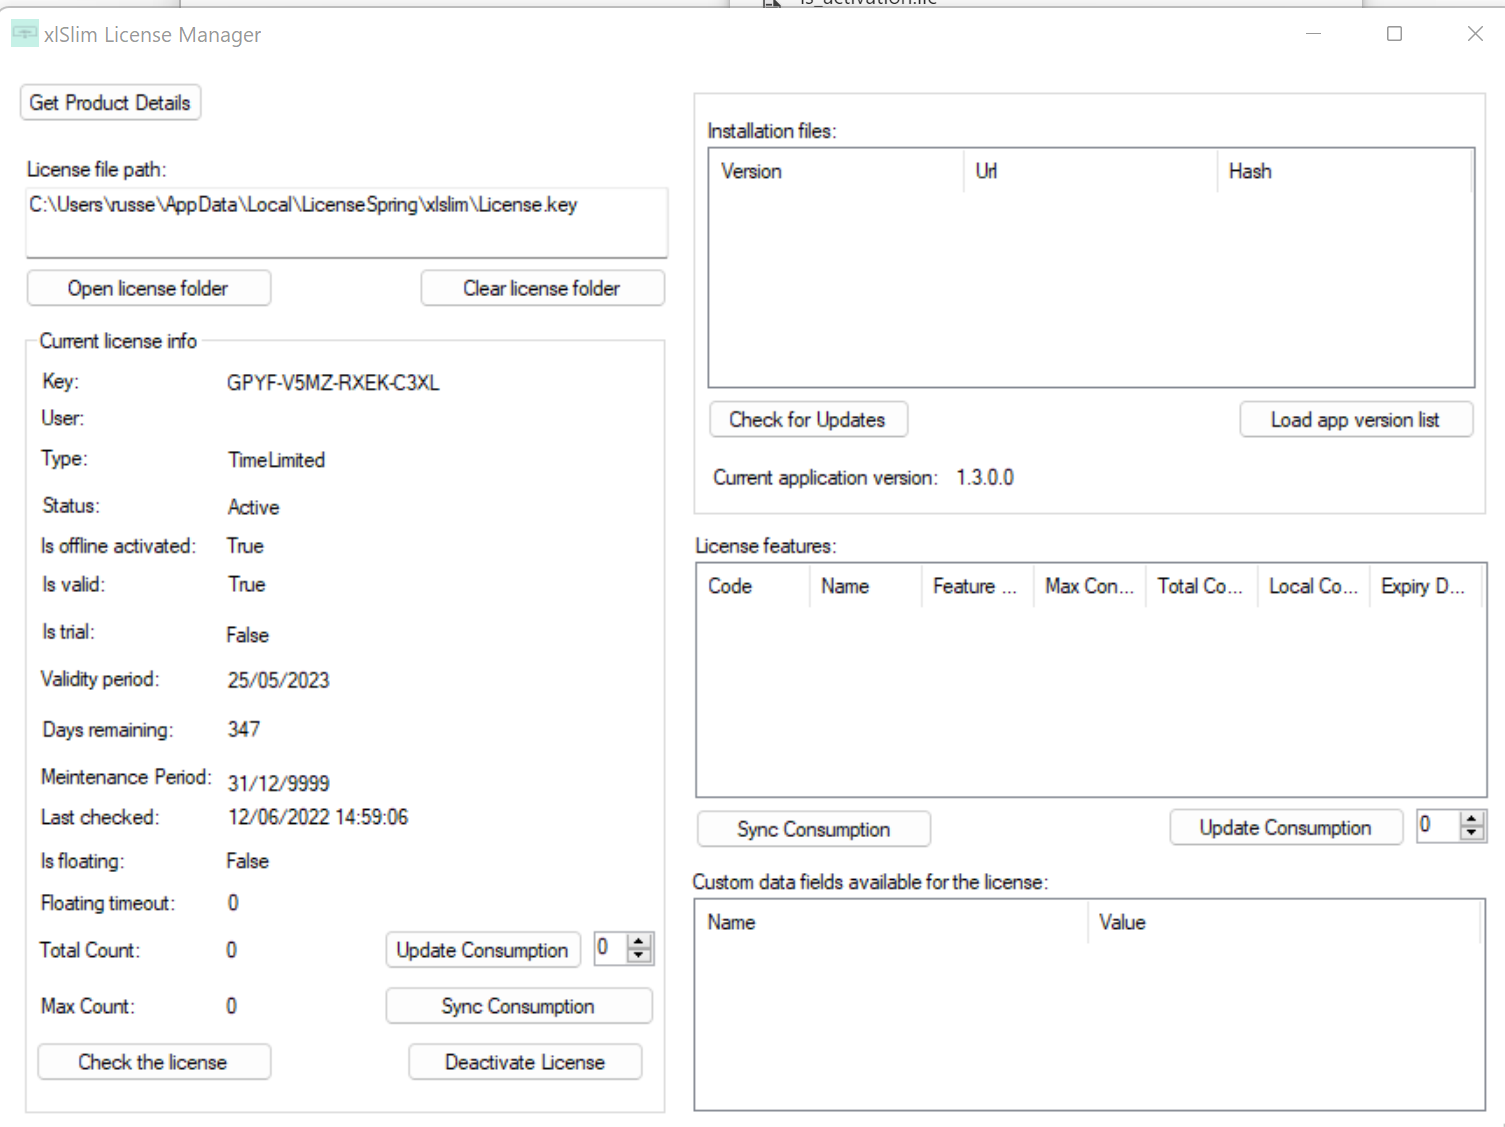 ls_activation.lic
xlSlim License Manager
Get Product Details
License file path:
C:\Users\russe\AppData\Local\LicenseSpring\xlslim\License.key
Open license folder
Clear license folder
Current license info
Key: GPYF-V5MZ-RXEK-C3XL
User:
Type: TimeLimited
Status: Active
Is offline activated: True
Is valid: True
Is trial: False
Validity period: 25/05/2023
Days remaining: 347
Meintenance Period: 31/12/9999
Last checked: 12/06/2022 14:59:06
Is floating: False
Floating timeout: 0
Total Count: 0 Update Consumption 0
Max Count: 0 Sync Consumption
Check the license Deactivate License
Installation files:
Version Url Hash
Check for Updates Load app version list
Current application version: 1.3.0.0
License features:
Code Name Feature ... Max Con... Total Co... Local Co... Expiry D...
Sync Consumption Update Consumption 0
Custom data fields available for the license:
Name Value